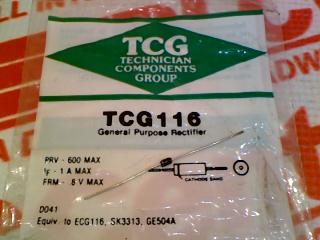 TCG
TECHNICIAN
COMPONENTS
GROUP
TCG116
General Purpose Rectifier
PRV - 600 MAX
IF - 1 A MAX
FRM - .8 V MAX
CATHODE BAND
DO41
Equiv. to ECG116, SK3313, GE504A